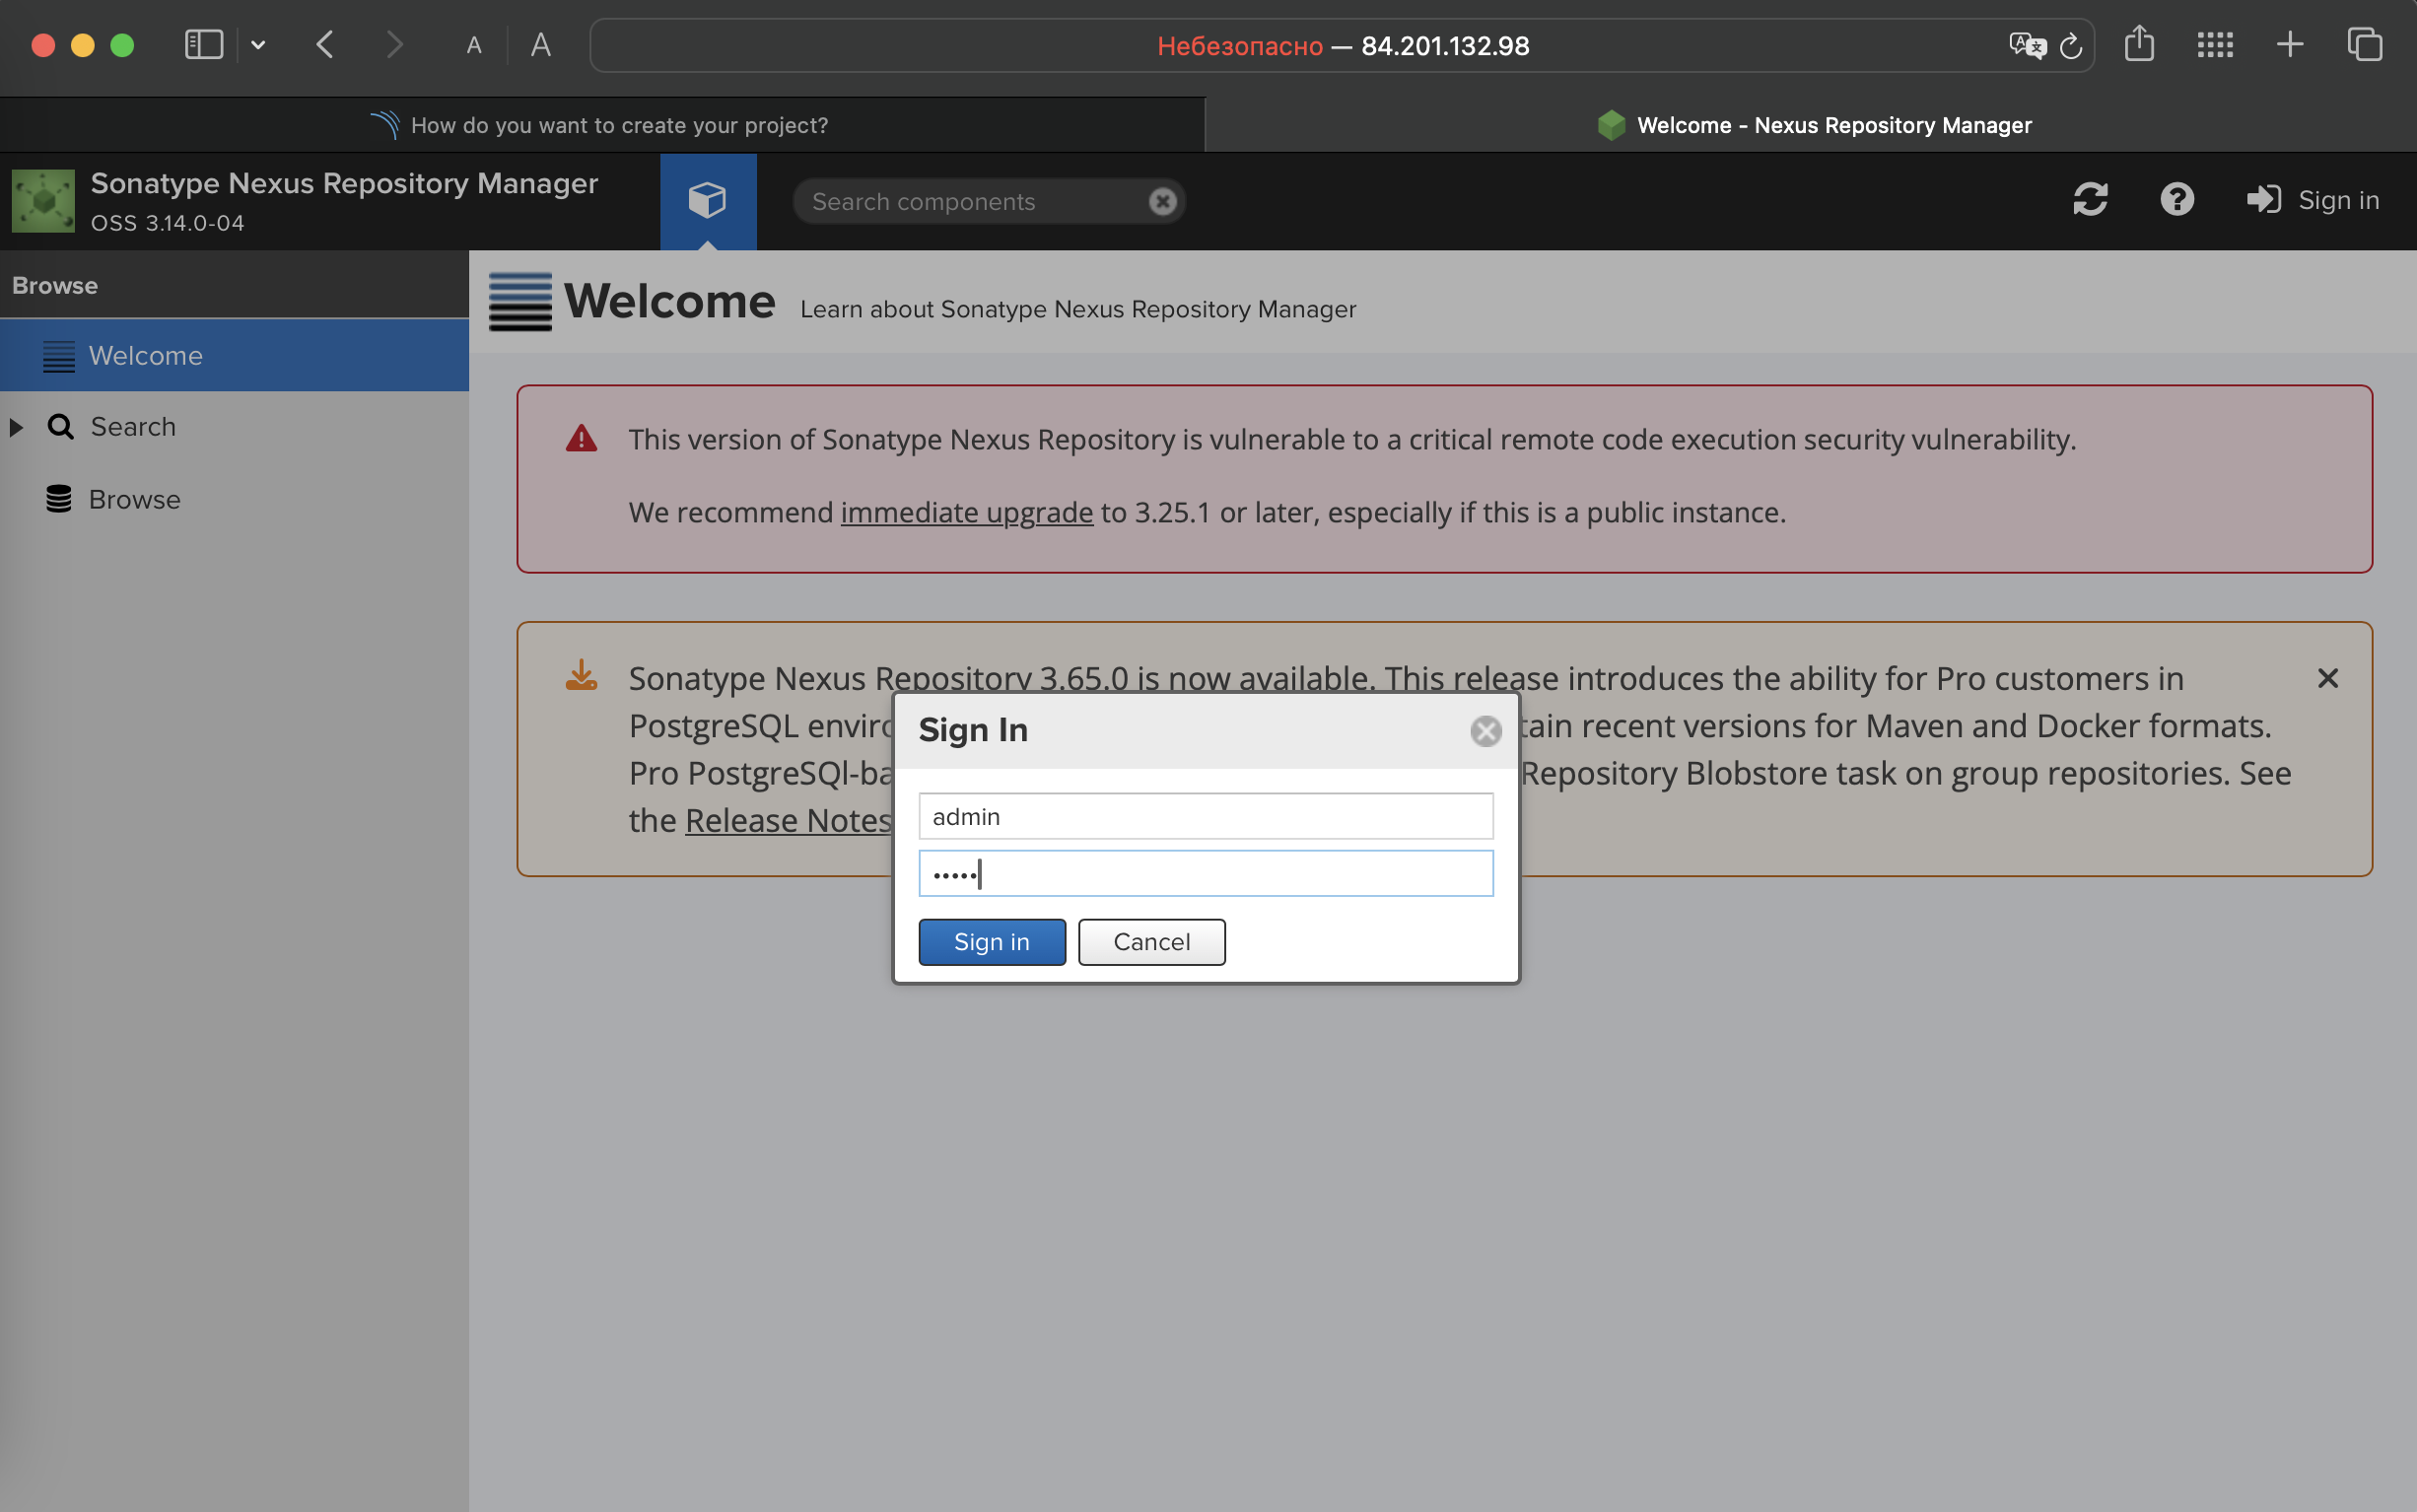 A A Небезопасно — 84.201.132.98
How do you want to create your project?
Welcome - Nexus Repository Manager
Sonatype Nexus Repository Manager
OSS 3.14.0-04
Search components
Sign in
Browse
Welcome
Search
Browse
Welcome Learn about Sonatype Nexus Repository Manager
This version of Sonatype Nexus Repository is vulnerable to a critical remote code execution security vulnerability.
We recommend immediate upgrade to 3.25.1 or later, especially if this is a public instance.
Sonatype Nexus Repository 3.65.0 is now available. This release introduces the ability for Pro customers in
PostgreSQL enviro tain recent versions for Maven and Docker formats.
Pro PostgreSQl-ba Repository Blobstore task on group repositories. See
the Release Notes
Sign In
admin
•••••
Sign in
Cancel